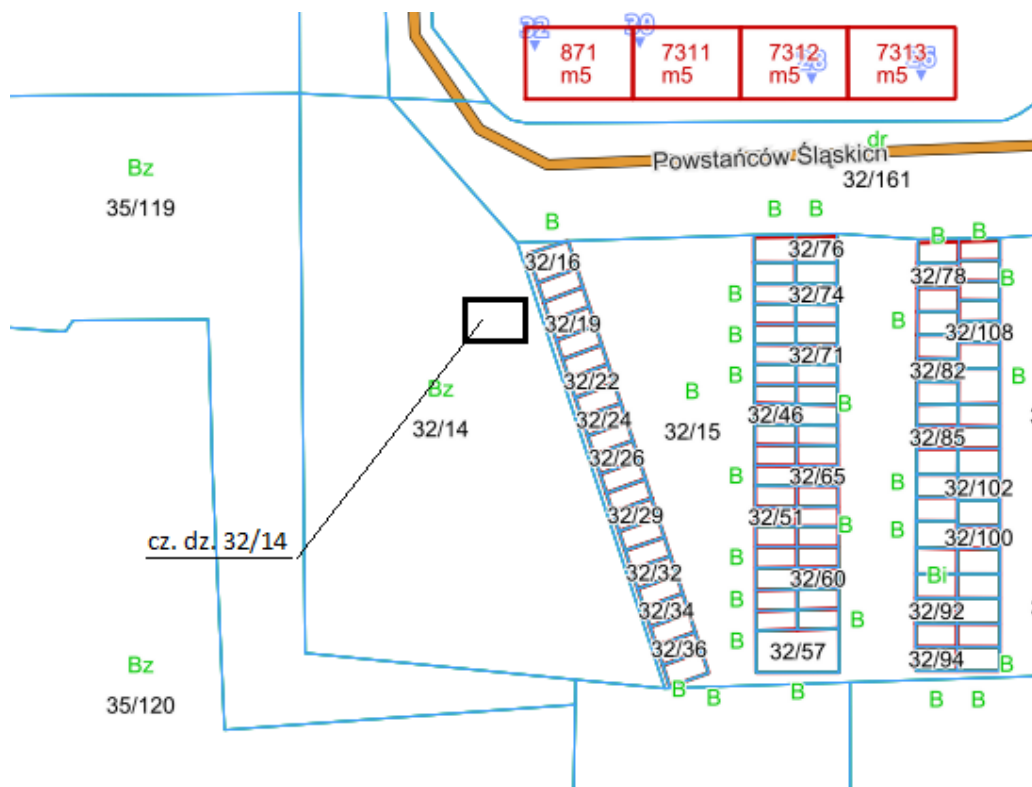 32
30
871
m5
7311
m5
7312
m5
28
7313
m5
26
dr
Powstańców Śląskich
32/161
Bz
35/119
B
B
B
B
B
32/16
32/76
32/78
B
B
32/74
32/19
B
32/108
B
32/71
32/22
B
32/82
B
Bz
B
B
32/24
32/46
32/14
32/15
32/85
32/26
B
32/65
B
32/102
32/29
32/51
B
B
32/100
cz. dz. 32/14
B
32/32
32/60
Bi
B
32/34
32/92
B
B
32/36
32/57
32/94
B
Bz
35/120
B
B
B
B
B